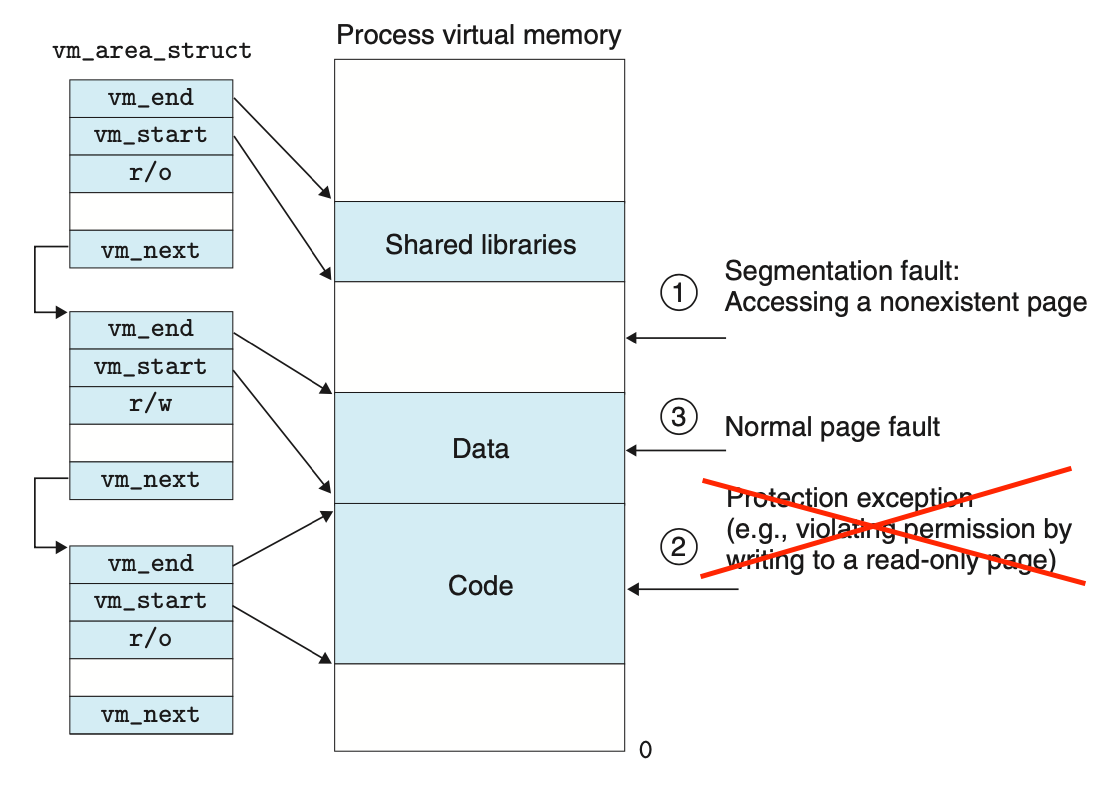 Process virtual memory
vm_area_struct
vm_end
vm_start
r/o
vm_next
vm_end
vm_start
r/w
vm_next
vm_end
vm_start
r/o
vm_next
Shared libraries
Data
Code
0
1
Segmentation fault:
Accessing a nonexistent page
3
Normal page fault
2
Protection exception
(e.g., violating permission by
writing to a read-only page)